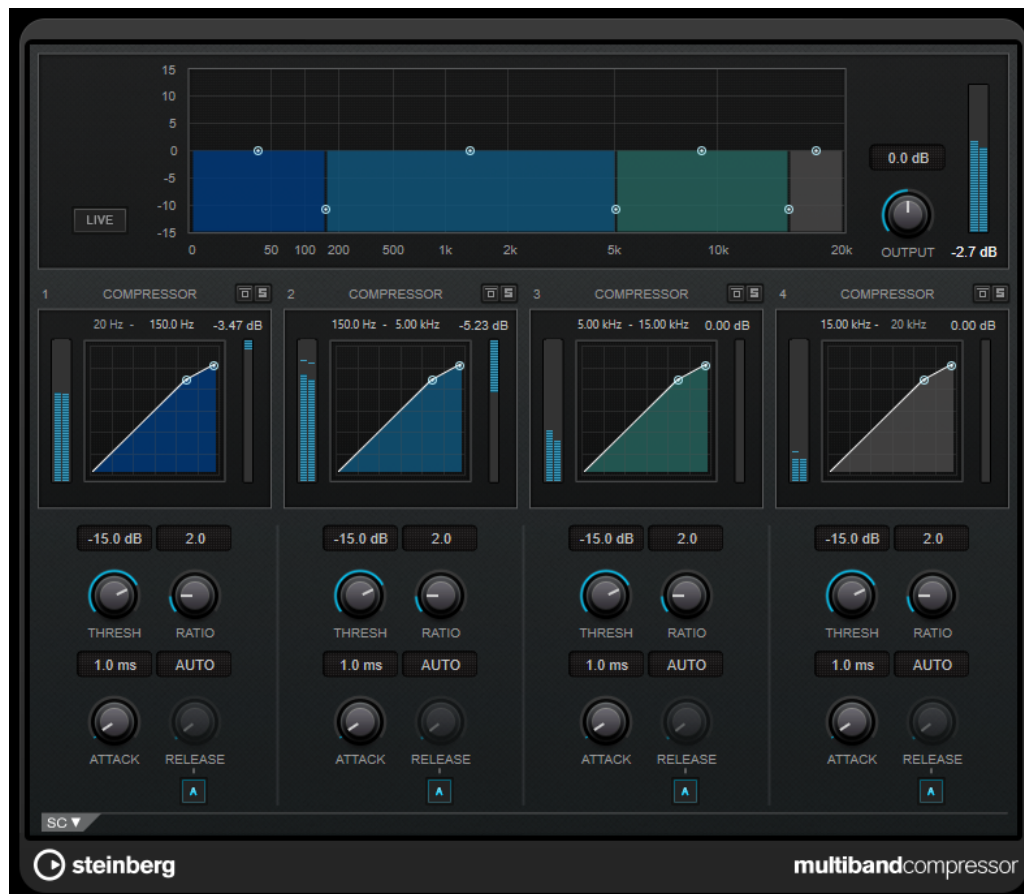 15
10
5
0
-5
-10
-15
LIVE
0 50 100 200 500 1k 2k 5k 10k 20k
0.0 dB
OUTPUT -2.7 dB
1 COMPRESSOR S
20 Hz - 150.0 Hz -3.47 dB
2 COMPRESSOR S
150.0 Hz - 5.00 kHz -5.23 dB
3 COMPRESSOR S
5.00 kHz - 15.00 kHz 0.00 dB
4 COMPRESSOR S
15.00 kHz - 20 kHz 0.00 dB
-15.0 dB 2.0
THRESH RATIO
1.0 ms AUTO
ATTACK RELEASE
A
-15.0 dB 2.0
THRESH RATIO
1.0 ms AUTO
ATTACK RELEASE
A
-15.0 dB 2.0
THRESH RATIO
1.0 ms AUTO
ATTACK RELEASE
A
-15.0 dB 2.0
THRESH RATIO
1.0 ms AUTO
ATTACK RELEASE
A
SC ▼
steinberg
multibandcompressor